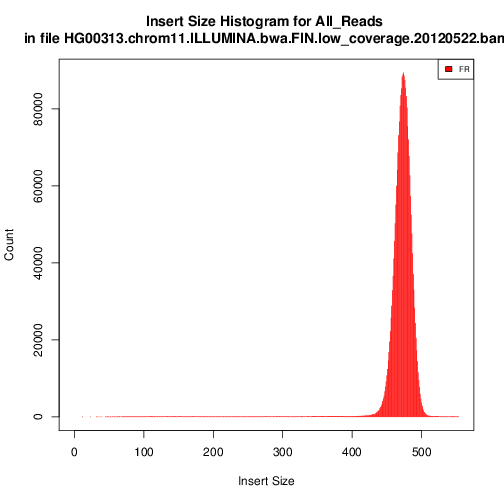 Insert Size Histogram for All_Reads
in file HG00313.chrom11.ILLUMINA.bwa.FIN.low_coverage.20120522.bam
FR
Count
80000
60000
40000
20000
0
0 100 200 300 400 500
Insert Size